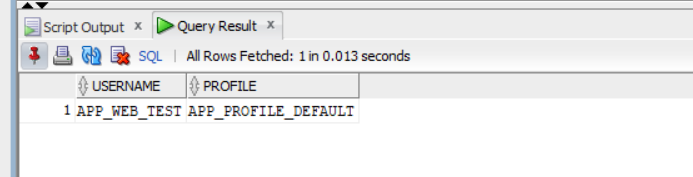 Script Output x Query Result x
SQL | All Rows Fetched: 1 in 0.013 seconds
USERNAME PROFILE
1 APP_WEB_TEST APP_PROFILE_DEFAULT